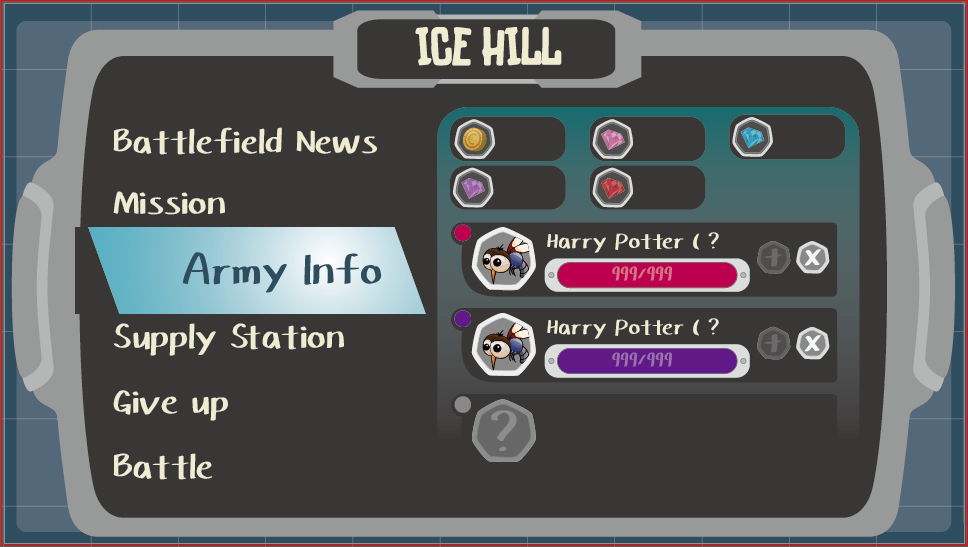 ICE HILL
Battlefield News
Mission
Army Info
Supply Station
Give up
Battle
Harry Potter ( ?
999/999
x
Harry Potter ( ?
999/999
x
?